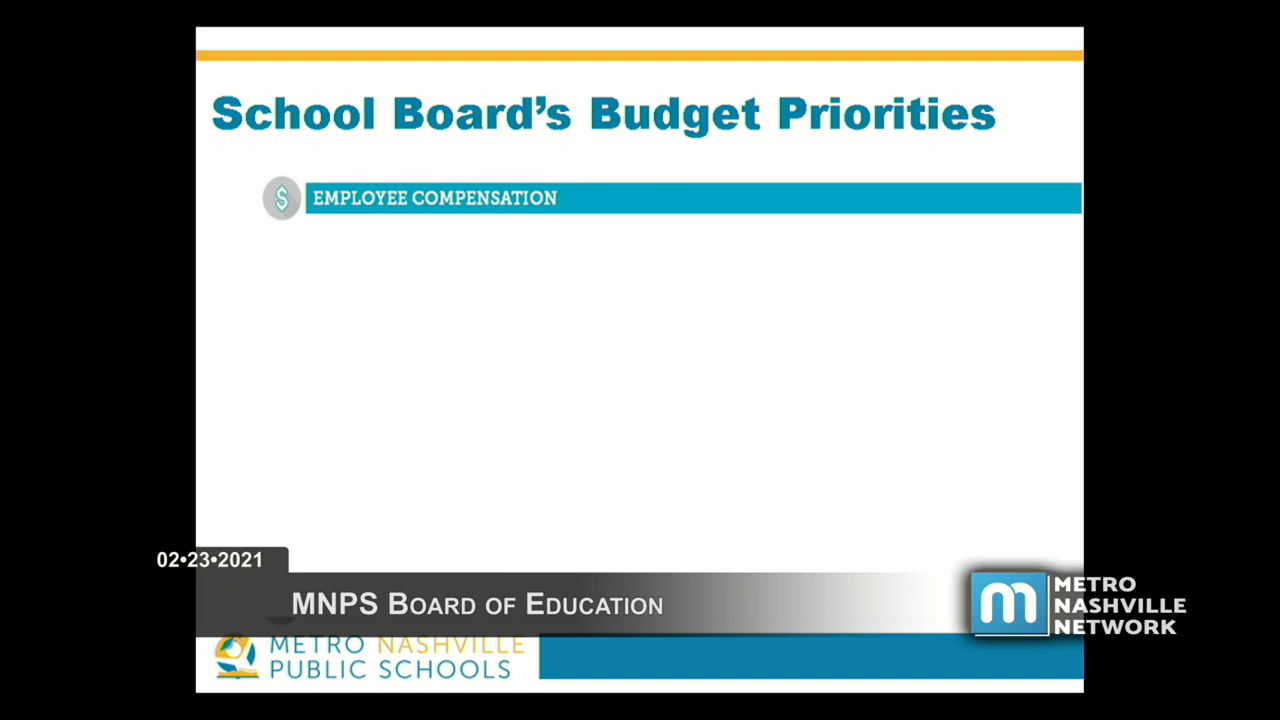 School Board's Budget Priorities
$ EMPLOYEE COMPENSATION
02•23•2021
MNPS BOARD OF EDUCATION
m METRO
NASHVILLE
NETWORK
METRO NASHVILLE
PUBLIC SCHOOLS